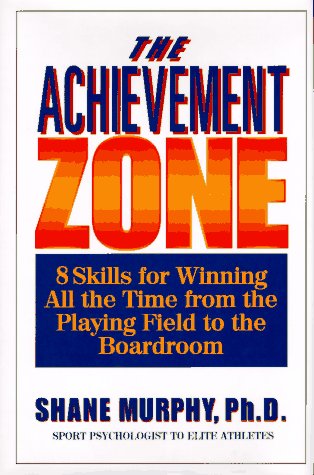 THE
ACHIEVEMENT
ZONE
8 Skills for Winning
All the Time from the
Playing Field to the
Boardroom
SHANE MURPHY, Ph.D.
SPORT PSYCHOLOGIST TO ELITE ATHLETES